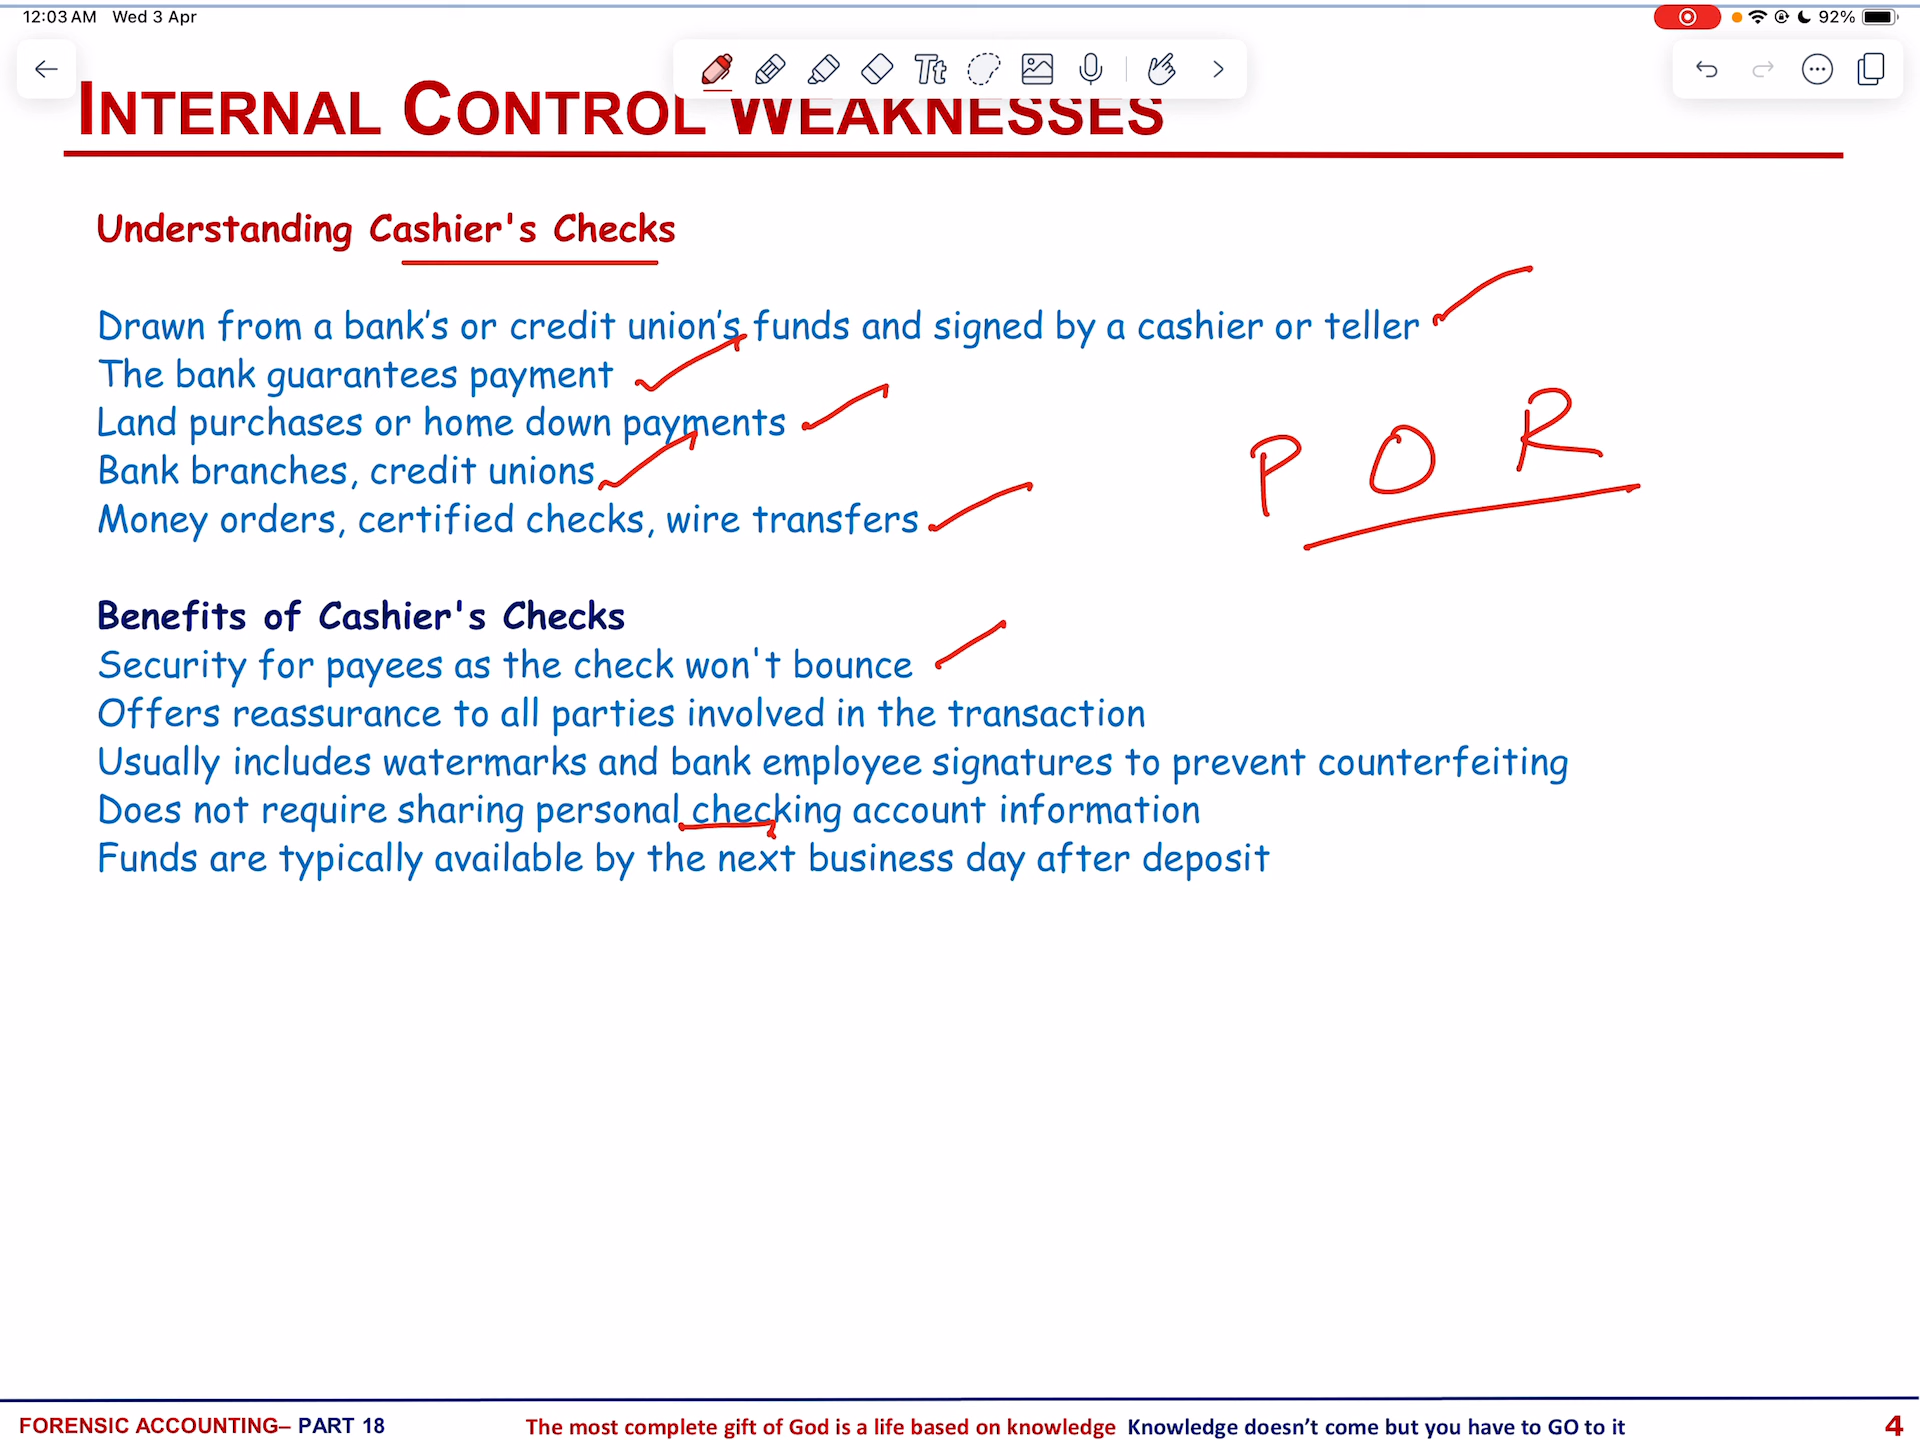 12:03 AM Wed 3 Apr 92%
Tt
INTERNAL CONTROL WEAKNESSES
Understanding Cashier's Checks
Drawn from a bank’s or credit union’s funds and signed by a cashier or teller
The bank guarantees payment
Land purchases or home down payments
Bank branches, credit unions
Money orders, certified checks, wire transfers
P O R
Benefits of Cashier's Checks
Security for payees as the check won't bounce
Offers reassurance to all parties involved in the transaction
Usually includes watermarks and bank employee signatures to prevent counterfeiting
Does not require sharing personal checking account information
Funds are typically available by the next business day after deposit
FORENSIC ACCOUNTING– PART 18 The most complete gift of God is a life based on knowledge Knowledge doesn’t come but you have to GO to it 4